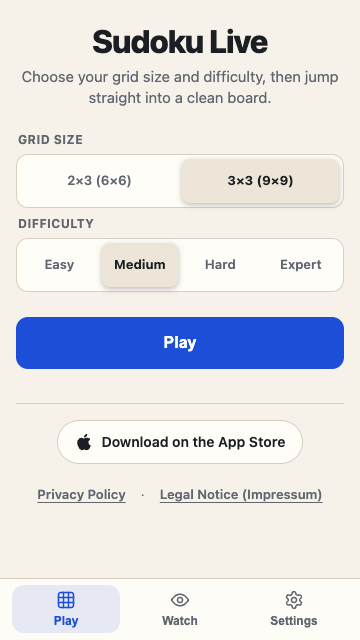 Sudoku Live
Choose your grid size and difficulty, then jump
straight into a clean board.
GRID SIZE
2×3 (6×6)
3×3 (9×9)
DIFFICULTY
Easy
Medium
Hard
Expert
Play
Download on the App Store
Privacy Policy · Legal Notice (Impressum)
Play
Watch
Settings